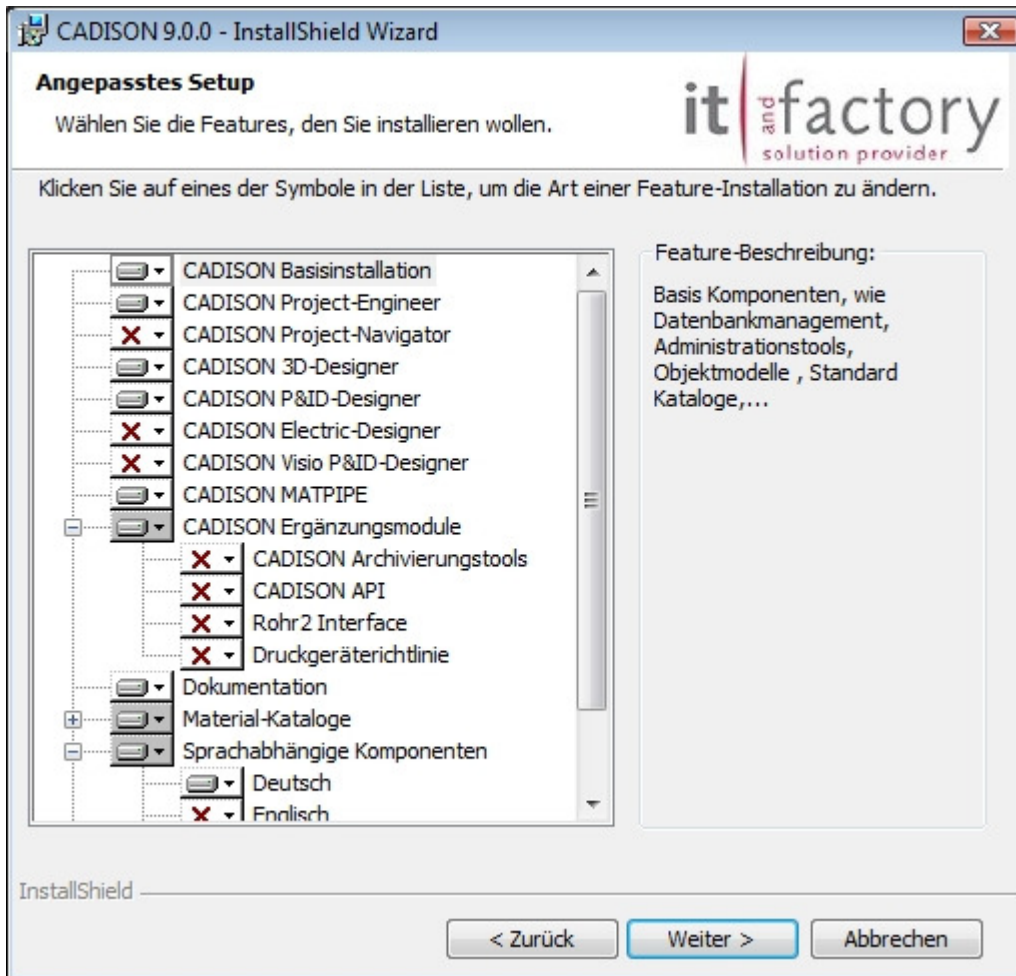 CADISON 9.0.0 - InstallShield Wizard
Angepasstes Setup
Wählen Sie die Features, den Sie installieren wollen.
it and factory
solution provider
Klicken Sie auf eines der Symbole in der Liste, um die Art einer Feature-Installation zu ändern.
CADISON Basisinstallation
CADISON Project-Engineer
CADISON Project-Navigator
CADISON 3D-Designer
CADISON P&ID-Designer
CADISON Electric-Designer
CADISON Visio P&ID-Designer
CADISON MATPIPE
CADISON Ergänzungsmodule
CADISON Archivierungstools
CADISON API
Rohr2 Interface
Druckgeräterichtlinie
Dokumentation
Material-Kataloge
Sprachabhängige Komponenten
Deutsch
Englisch
Feature-Beschreibung:
Basis Komponenten, wie
Datenbankmanagement,
Administrationstools,
Objektmodelle , Standard
Kataloge,...
InstallShield
< Zurück
Weiter >
Abbrechen